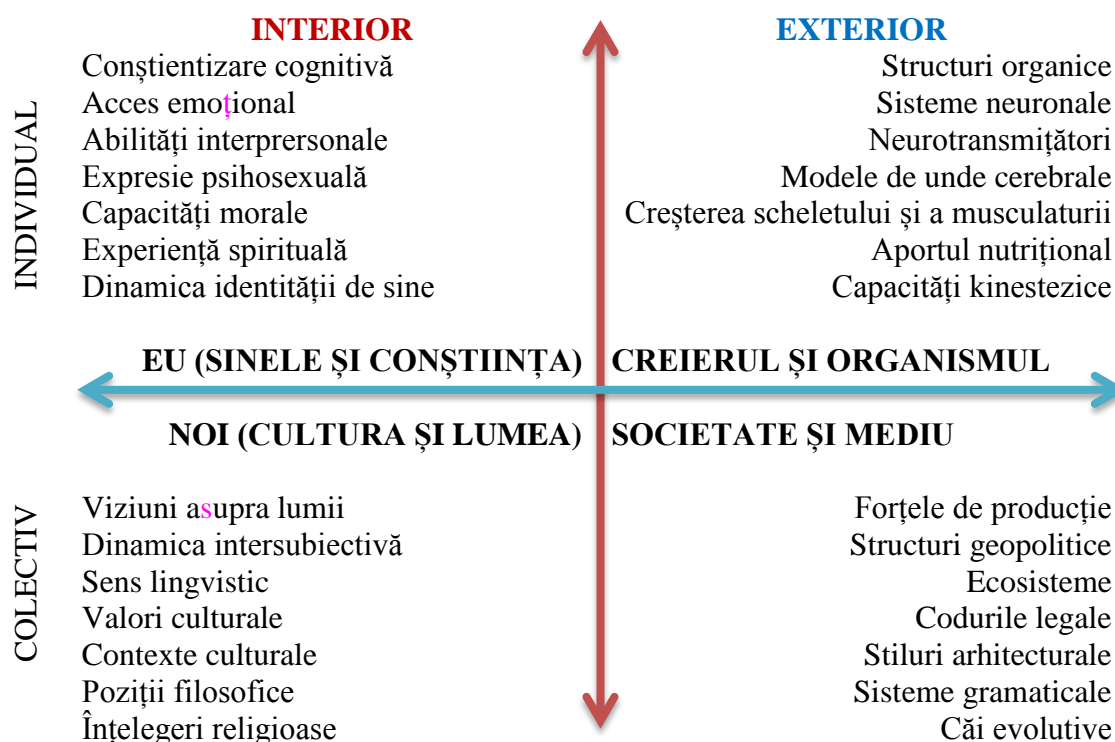 INTERIOR
EXTERIOR
INDIVIDUAL
Conștientizare cognitivă
Acces emoțional
Abilități interprersonale
Expresie psihosexuală
Capacități morale
Experiență spirituală
Dinamica identității de sine
Structuri organice
Sisteme neuronale
Neurotransmițători
Modele de unde cerebrale
Creșterea scheletului și a musculaturii
Aportul nutrițional
Capacități kinestezice
EU (SINELE ȘI CONȘTIINȚA)
CREIERUL ȘI ORGANISMUL
NOI (CULTURA ȘI LUMEA)
SOCIETATE ȘI MEDIU
COLECTIV
Viziuni asupra lumii
Dinamica intersubiectivă
Sens lingvistic
Valori culturale
Contexte culturale
Poziții filosofice
Înțelegeri religioase
Forțele de producție
Structuri geopolitice
Ecosisteme
Codurile legale
Stiluri arhitecturale
Sisteme gramaticale
Căi evolutive